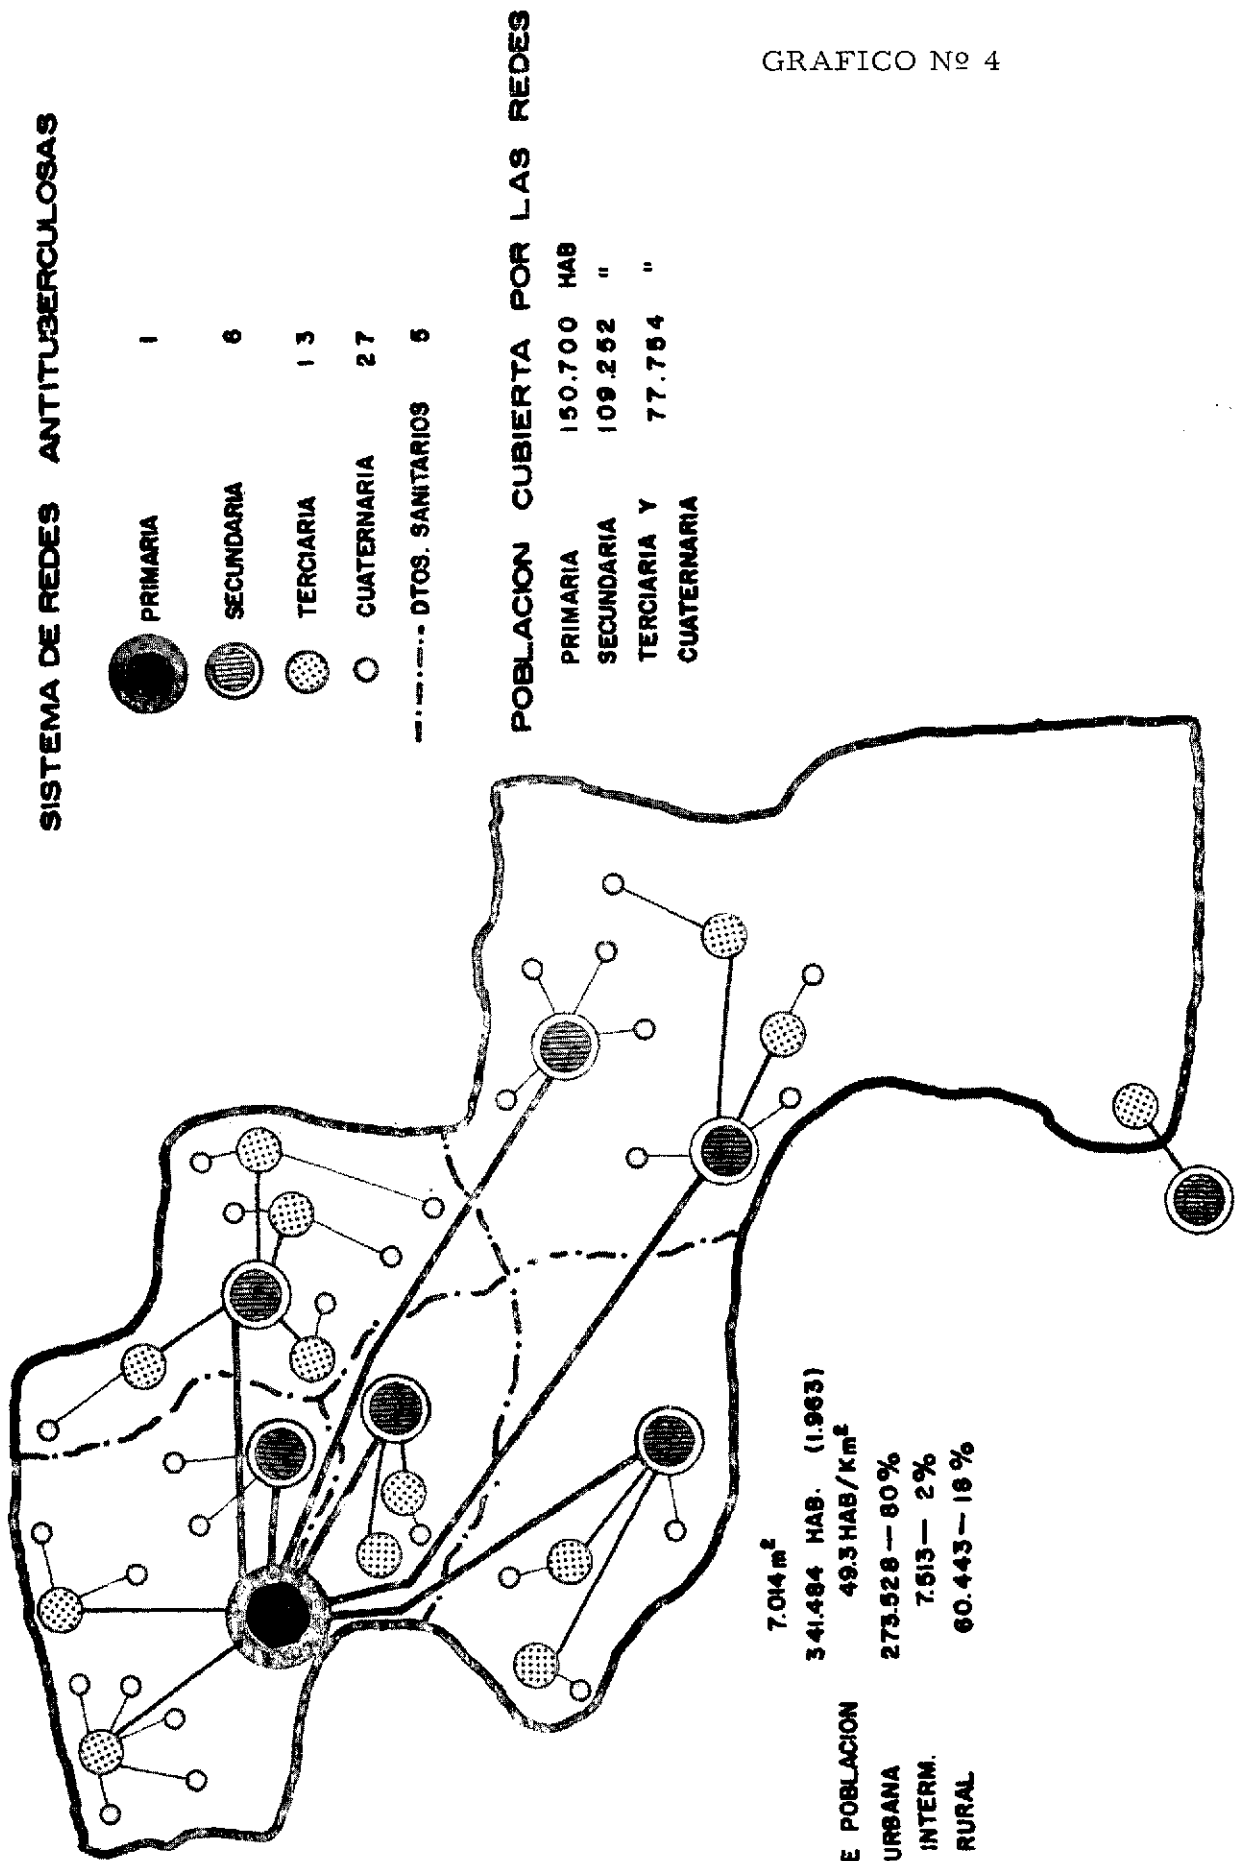 GRAFICO Nº 4
SISTEMA DE REDES ANTITUBERCULOSAS
PRIMARIA 1
SECUNDARIA 6
TERCIARIA 13
CUATERNARIA 27
DTOS. SANITARIOS 5
POBLACION CUBIERTA POR LAS REDES
PRIMARIA 150.700 HAB
SECUNDARIA 109.252 "
TERCIARIA Y 77.754 "
CUATERNARIA
7.014 m²
341.484 HAB. (1.963)
E POBLACION 49.3 HAB/Km²
URBANA 273.528 — 80%
INTERM. 7.513 — 2%
RURAL 60.443 — 18%